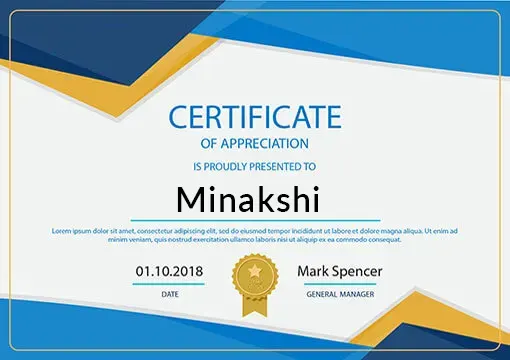 CERTIFICATE
OF APPRECIATION
IS PROUDLY PRESENTED TO
Minakshi
Lorem ipsum dolor sit amet, consectetur adipiscing elit, sed do eiusmod tempor incididunt ut labore et dolore magna aliqua. Ut enim ad
minim veniam, quis nostrud exercitation ullamco laboris nisi ut aliquip ex ea commodo consequat.
01.10.2018
Mark Spencer
DATE
GENERAL MANAGER